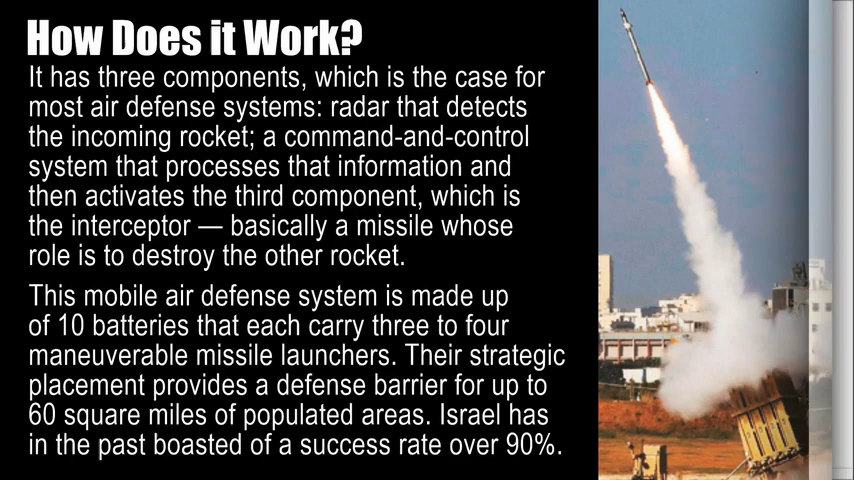 How Does it Work?
It has three components, which is the case for
most air defense systems: radar that detects
the incoming rocket; a command-and-control
system that processes that information and
then activates the third component, which is
the interceptor — basically a missile whose
role is to destroy the other rocket.
This mobile air defense system is made up
of 10 batteries that each carry three to four
maneuverable missile launchers. Their strategic
placement provides a defense barrier for up to
60 square miles of populated areas. Israel has
in the past boasted of a success rate over 90%.